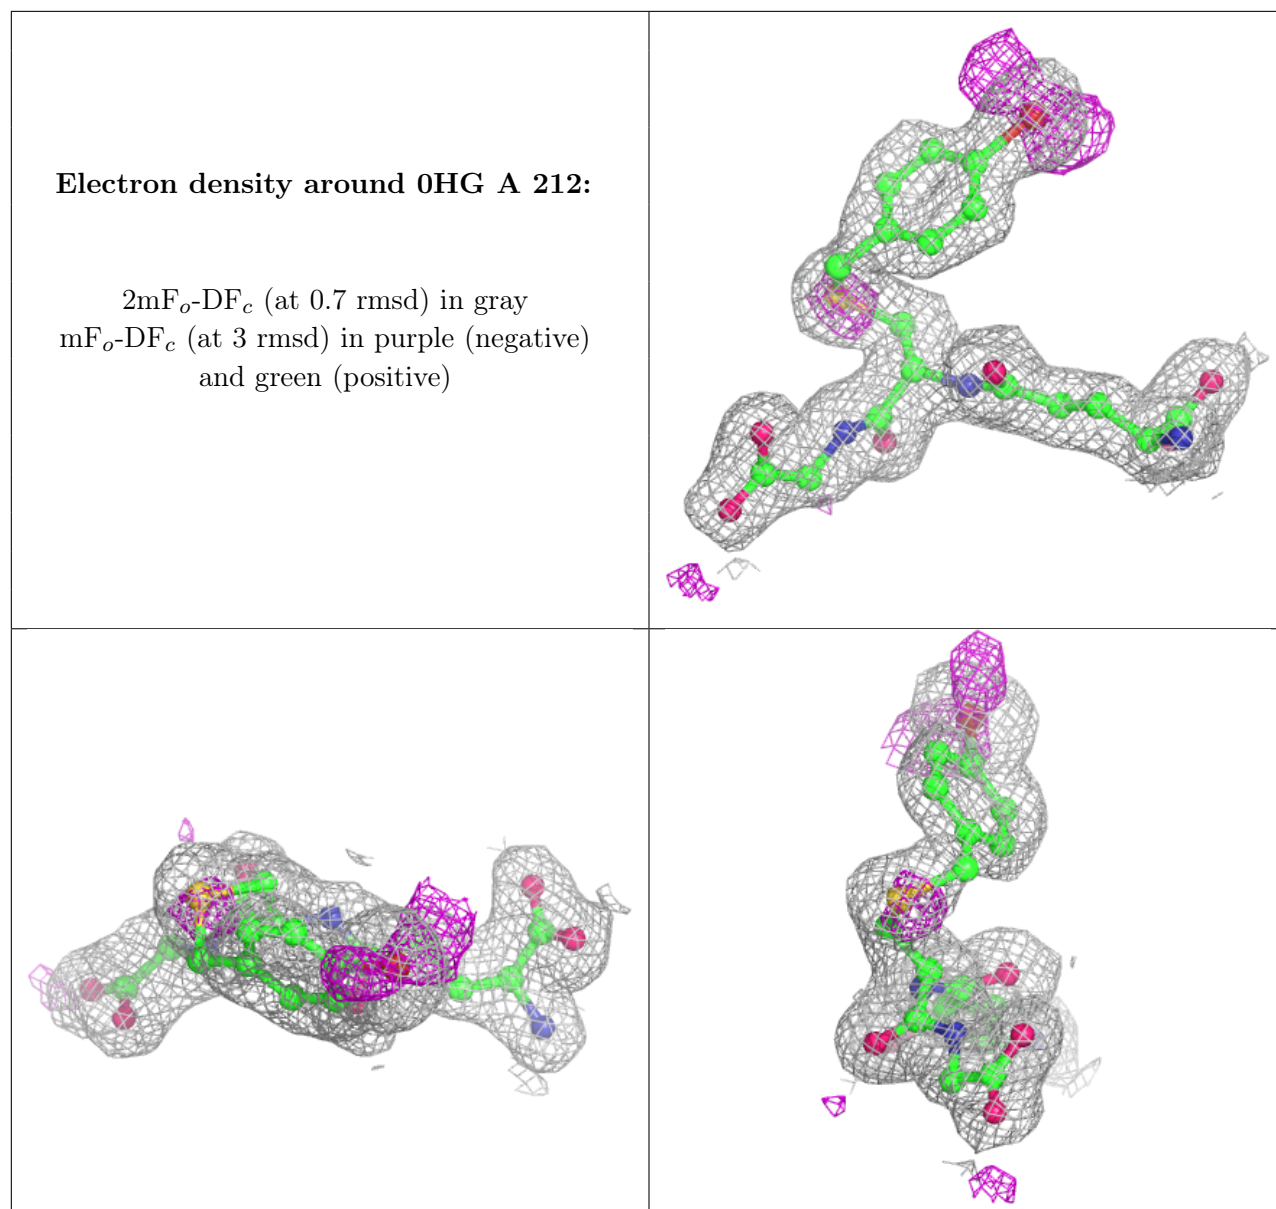 Electron density around 0HG A 212:
2mFo-DFc (at 0.7 rmsd) in gray
mFo-DFc (at 3 rmsd) in purple (negative)
and green (positive)